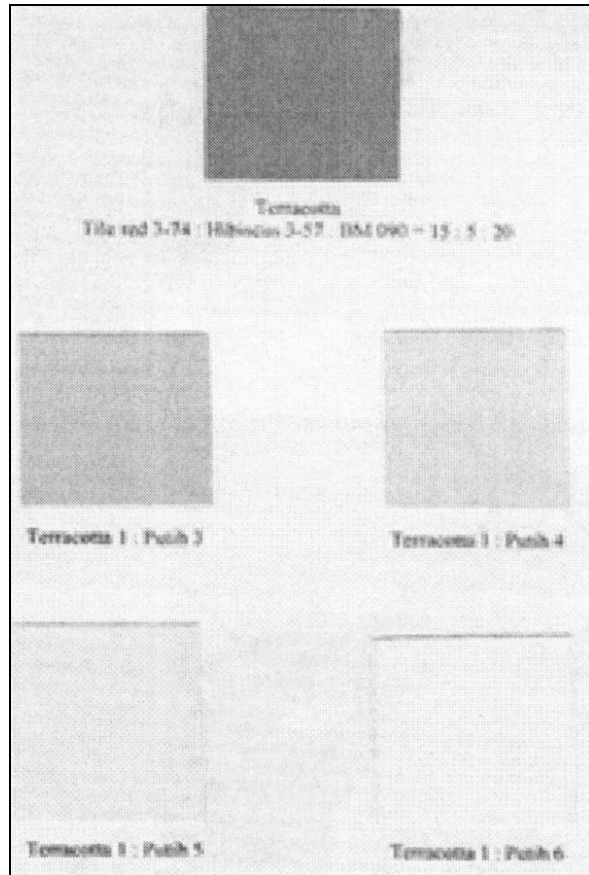 Terracotta
Tile red 3-74 : Hibiscus 3-57 : BM 090 = 15 : 5 : 20
Terracotta 1 : Putih 3
Terracotta 1 : Putih 4
Terracotta 1 : Putih 5
Terracotta 1 : Putih 6